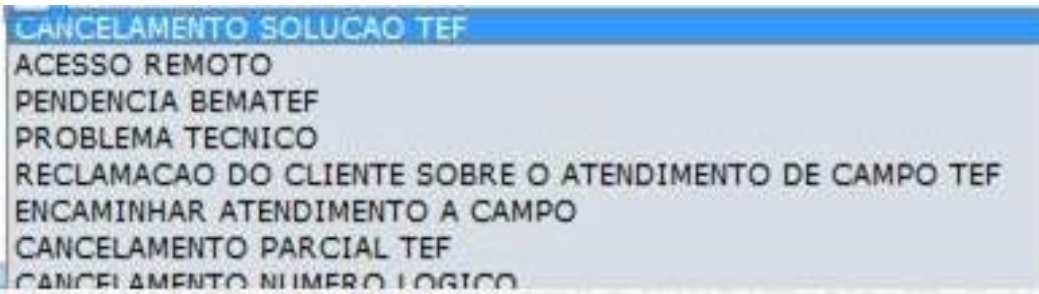 CANCELAMENTO SOLUCAO TEF
ACESSO REMOTO
PENDENCIA BEMATEF
PROBLEMA TECNICO
RECLAMACAO DO CLIENTE SOBRE O ATENDIMENTO DE CAMPO TEF
ENCAMINHAR ATENDIMENTO A CAMPO
CANCELAMENTO PARCIAL TEF
CANCELAMENTO NUMERO LOGICO